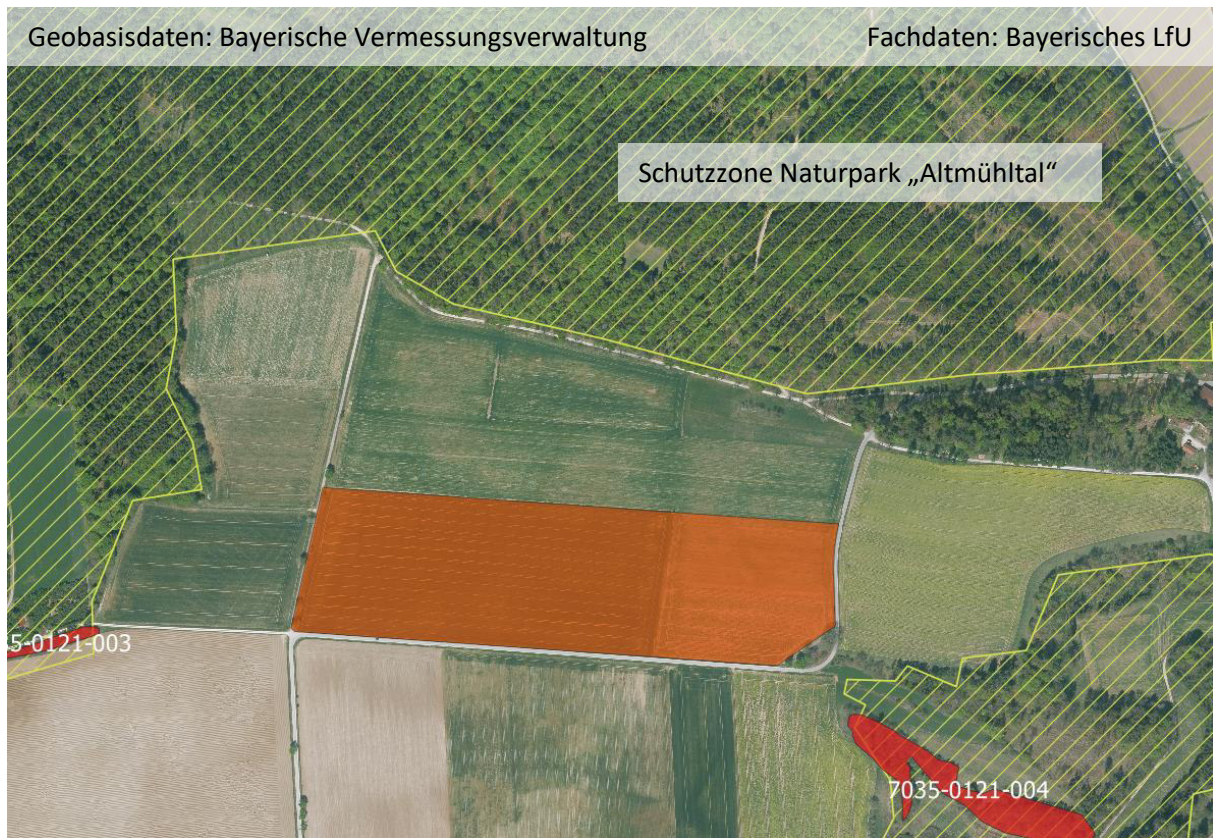 Geobasisdaten: Bayerische Vermessungsverwaltung Fachdaten: Bayerisches LfU
Schutzzone Naturpark „Altmühltal“
5-0121-003
7035-0121-004